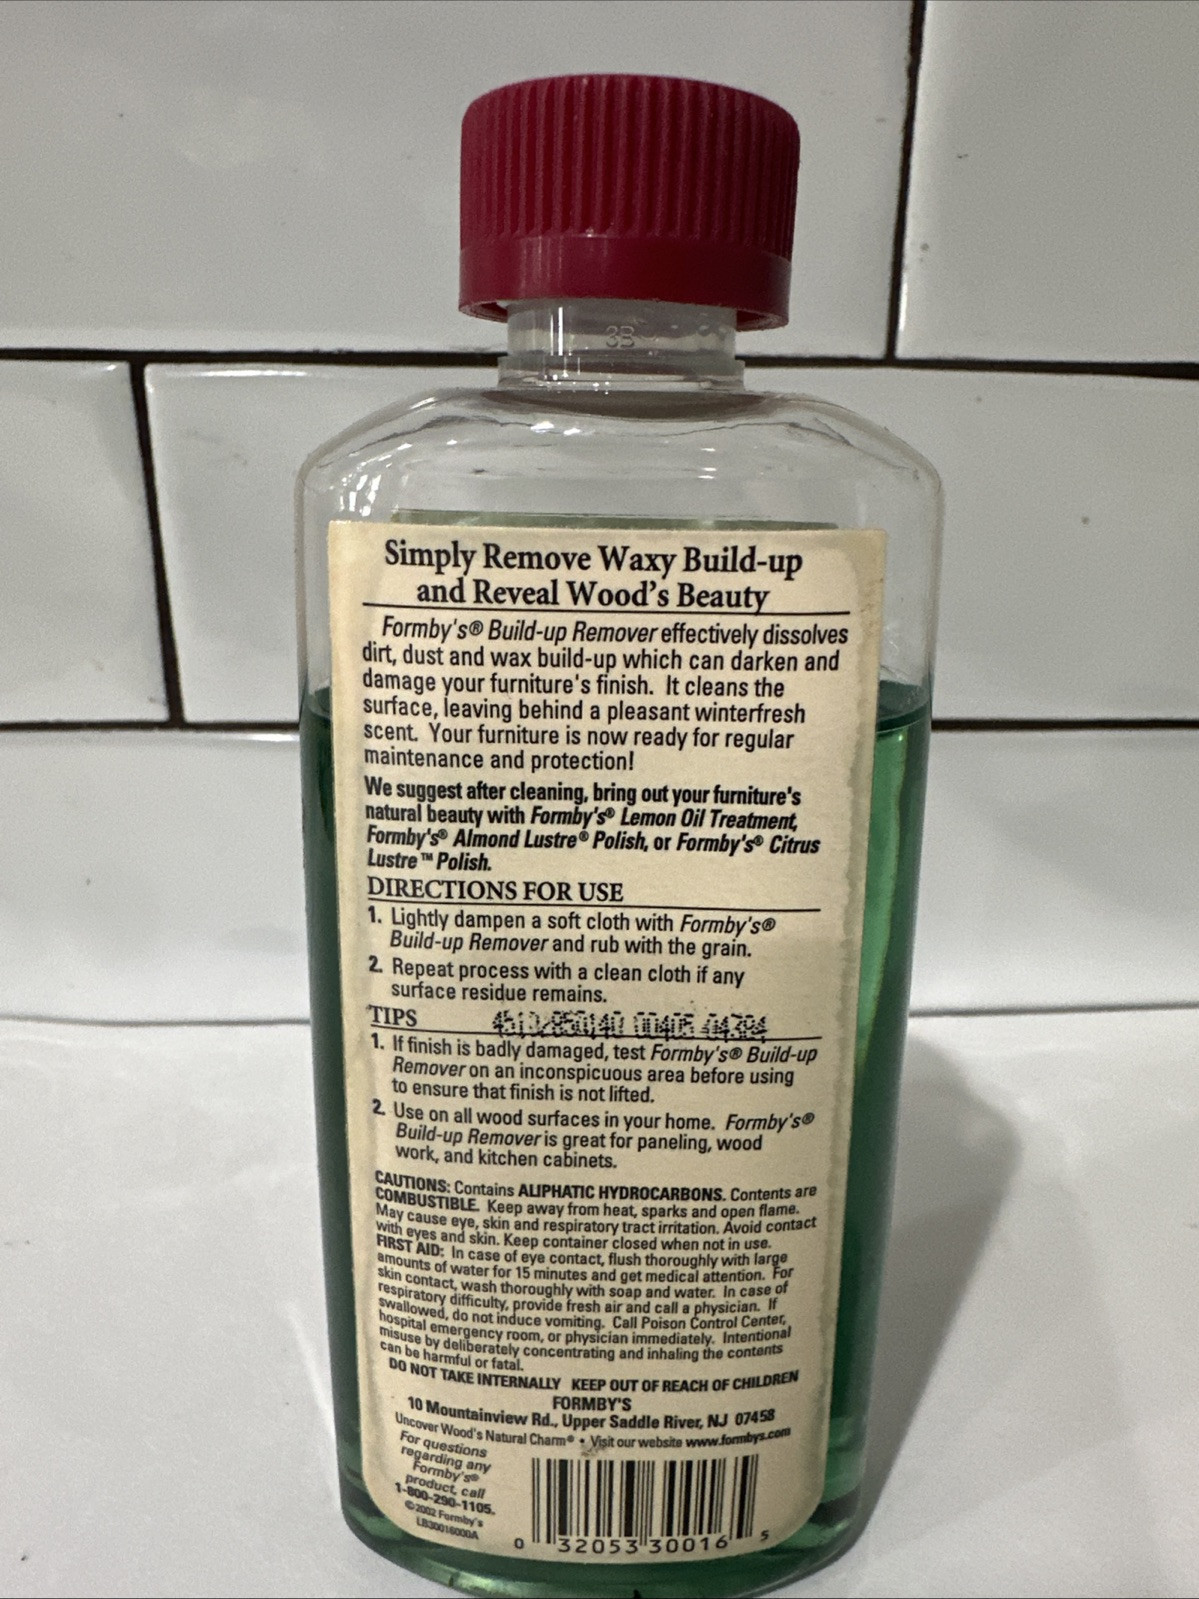 3B
Simply Remove Waxy Build-up
and Reveal Wood's Beauty
Formby's® Build-up Remover effectively dissolves
dirt, dust and wax build-up which can darken and
damage your furniture's finish. It cleans the
surface, leaving behind a pleasant winterfresh
scent. Your furniture is now ready for regular
maintenance and protection!
We suggest after cleaning, bring out your furniture's
natural beauty with Formby's® Lemon Oil Treatment,
Formby's® Almond Lustre® Polish, or Formby's® Citrus
Lustre™ Polish.
DIRECTIONS FOR USE
1. Lightly dampen a soft cloth with Formby's®
Build-up Remover and rub with the grain.
2. Repeat process with a clean cloth if any
surface residue remains.
TIPS
1. If finish is badly damaged, test Formby's® Build-up
Remover on an inconspicuous area before using
to ensure that finish is not lifted.
2. Use on all wood surfaces in your home. Formby's®
Build-up Remover is great for paneling, wood
work, and kitchen cabinets.
CAUTIONS: Contains ALIPHATIC HYDROCARBONS. Contents are
COMBUSTIBLE. Keep away from heat, sparks and open flame.
May cause eye, skin and respiratory tract irritation. Avoid contact
with eyes and skin. Keep container closed when not in use.
FIRST AID: In case of eye contact, flush thoroughly with large
amounts of water for 15 minutes and get medical attention. For
skin contact, wash thoroughly with soap and water. In case of
respiratory difficulty, provide fresh air and call a physician. If
swallowed, do not induce vomiting. Call Poison Control Center,
hospital emergency room, or physician immediately. Intentional
misuse by deliberately concentrating and inhaling the contents
can be harmful or fatal.
DO NOT TAKE INTERNALLY KEEP OUT OF REACH OF CHILDREN
FORMBY'S
10 Mountainview Rd., Upper Saddle River, NJ 07458
Uncover Wood's Natural Charm® • Visit our website www.formbys.com
For questions
regarding any
Formby's®
product, call
1-800-290-1105.
©2002 Formby's
LB30016000A
0 32053 30016 5